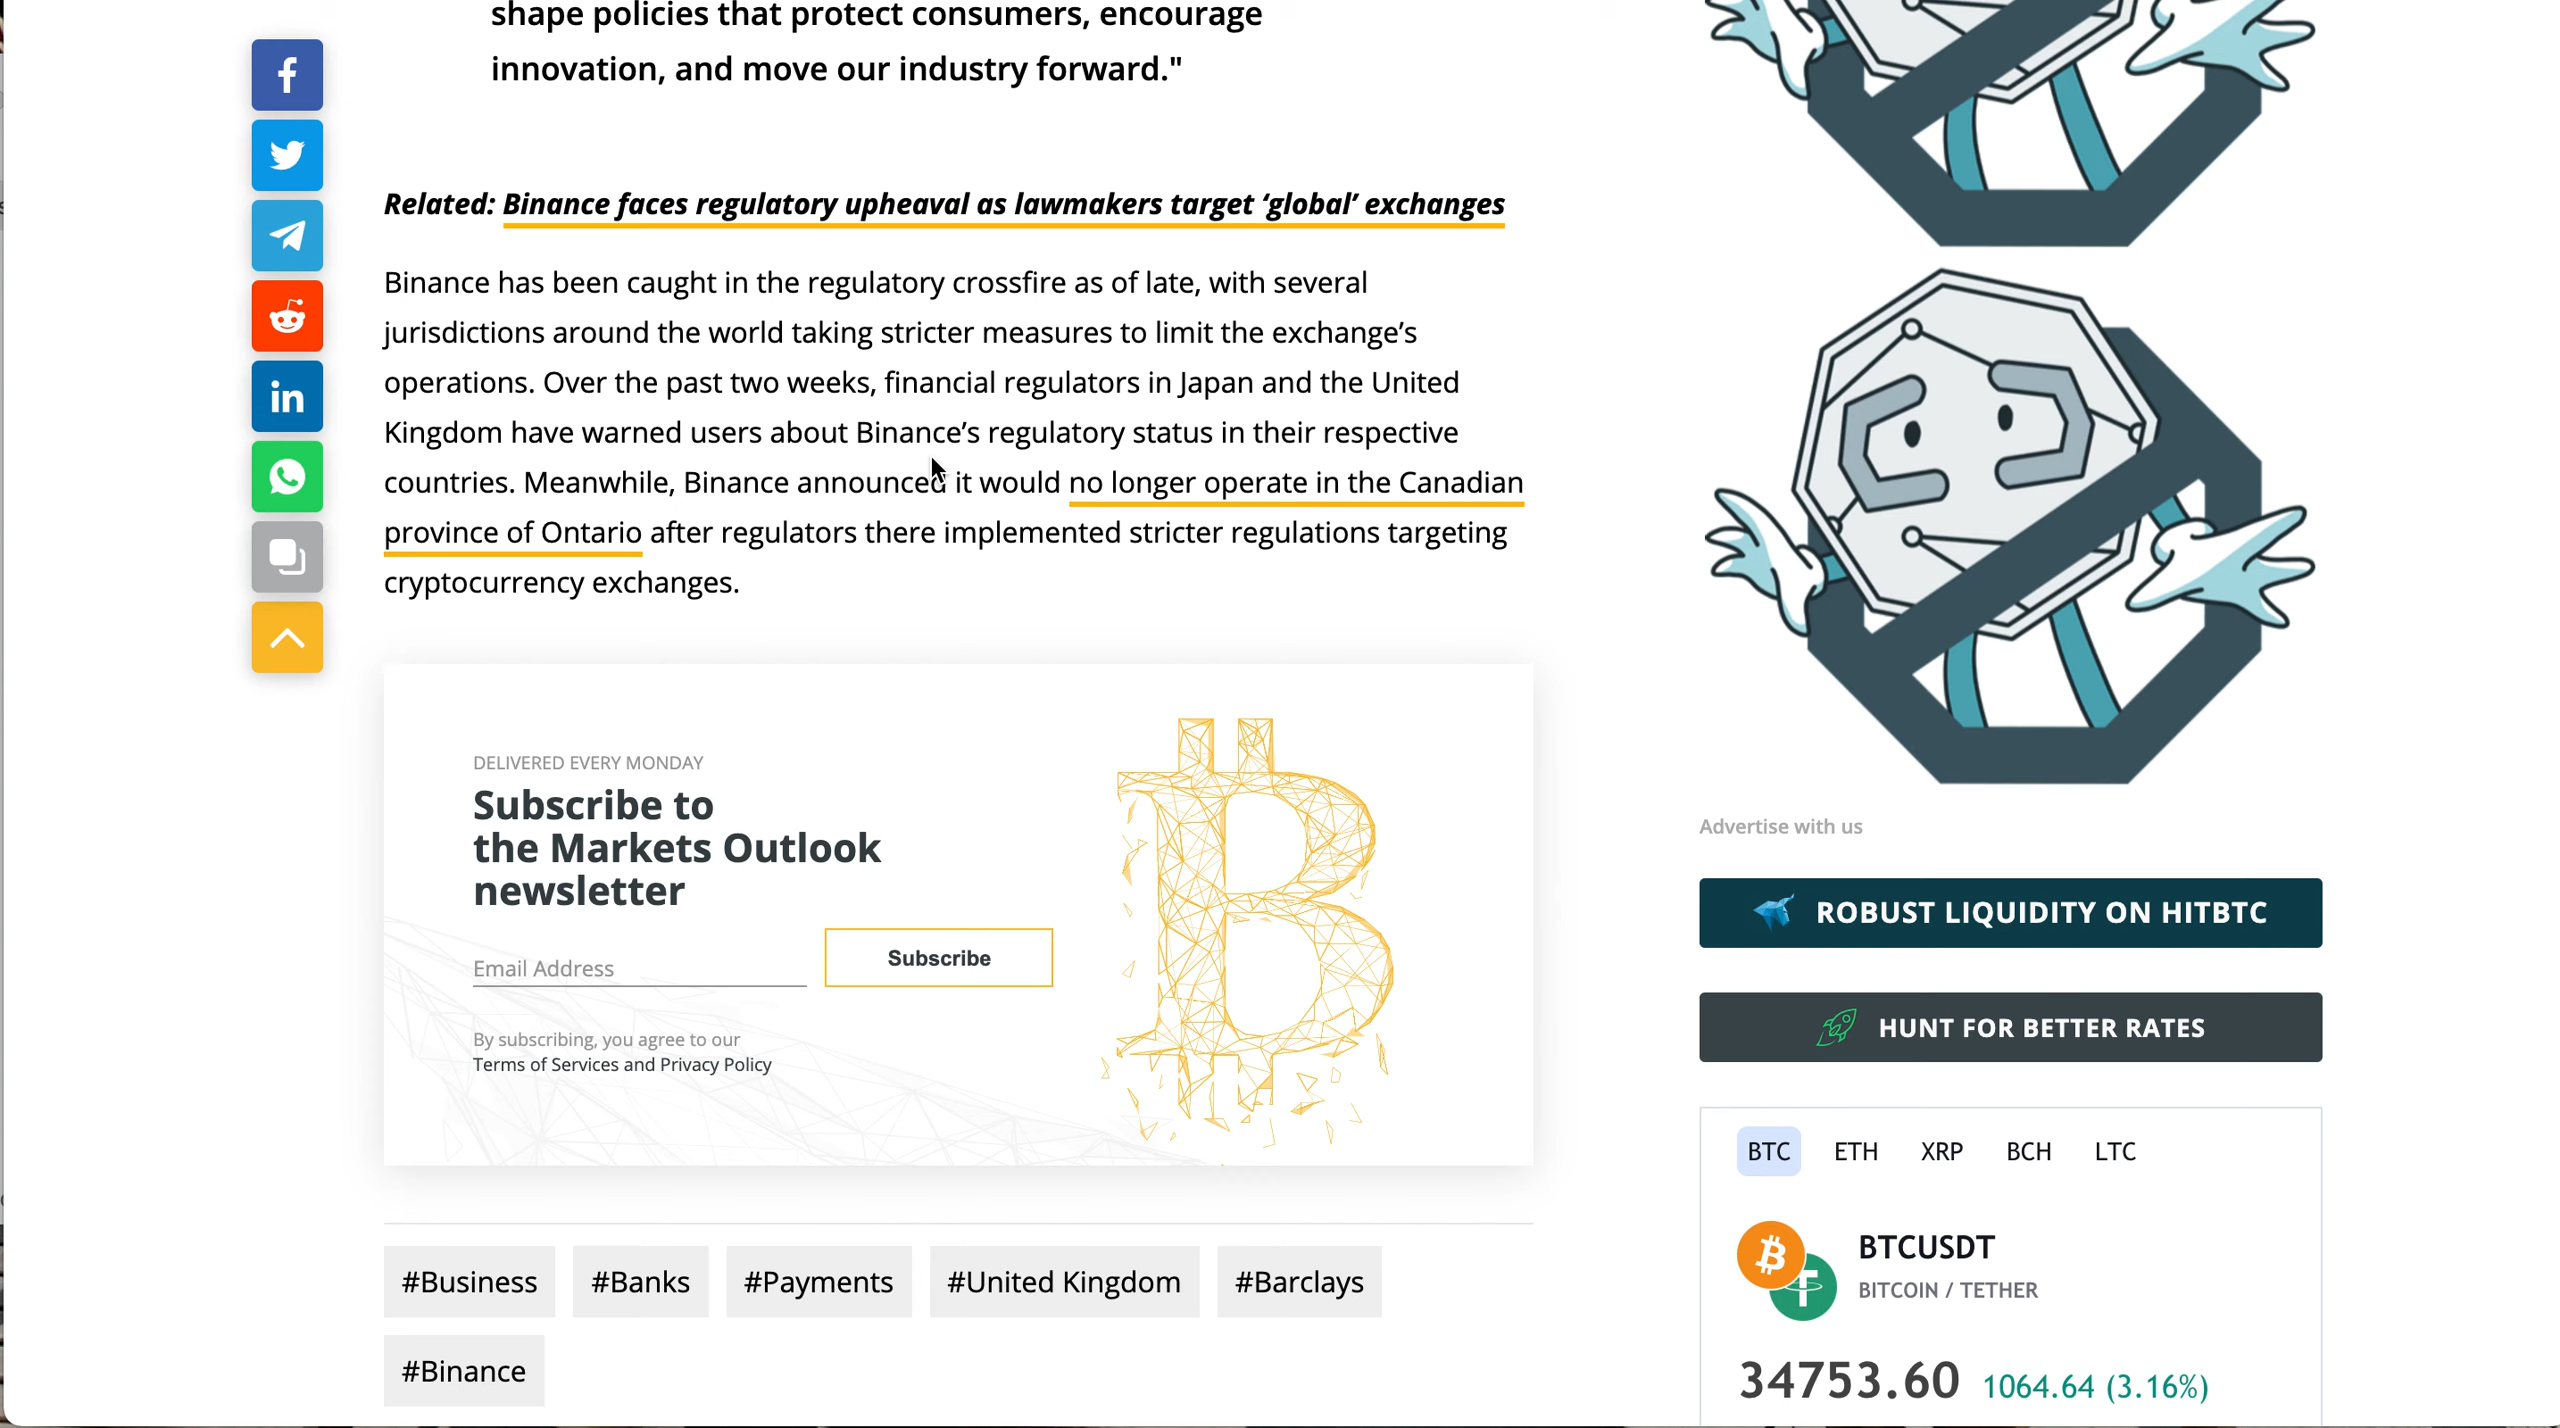 shape policies that protect consumers, encourage
innovation, and move our industry forward."
Related: Binance faces regulatory upheaval as lawmakers target ‘global’ exchanges
Binance has been caught in the regulatory crossfire as of late, with several
jurisdictions around the world taking stricter measures to limit the exchange’s
operations. Over the past two weeks, financial regulators in Japan and the United
Kingdom have warned users about Binance’s regulatory status in their respective
countries. Meanwhile, Binance announced it would no longer operate in the Canadian
province of Ontario after regulators there implemented stricter regulations targeting
cryptocurrency exchanges.
DELIVERED EVERY MONDAY
Subscribe to
the Markets Outlook
newsletter
Email Address
Subscribe
By subscribing, you agree to our
Terms of Services and Privacy Policy
#Business
#Banks
#Payments
#United Kingdom
#Barclays
#Binance
Advertise with us
ROBUST LIQUIDITY ON HITBTC
HUNT FOR BETTER RATES
BTC ETH XRP BCH LTC
BTCUSDT
BITCOIN / TETHER
34753.60 1064.64 (3.16%)